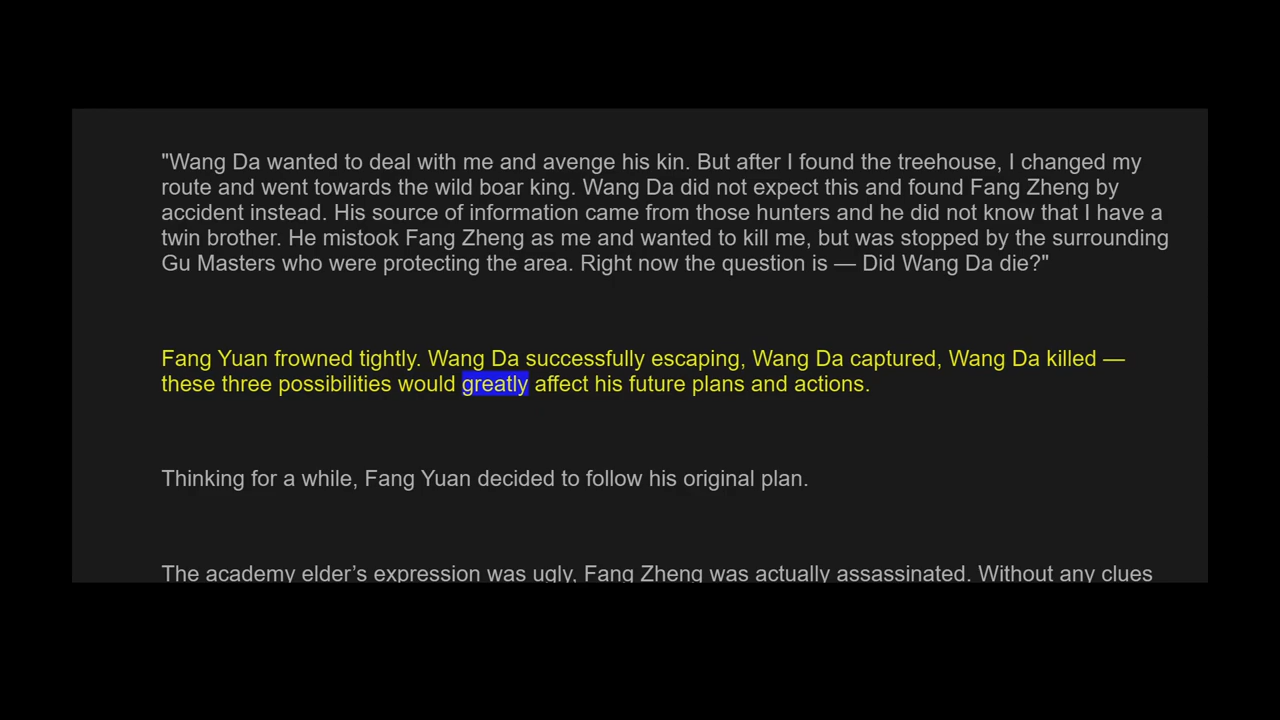 "Wang Da wanted to deal with me and avenge his kin. But after I found the treehouse, I changed my
route and went towards the wild boar king. Wang Da did not expect this and found Fang Zheng by
accident instead. His source of information came from those hunters and he did not know that I have a
twin brother. He mistook Fang Zheng as me and wanted to kill me, but was stopped by the surrounding
Gu Masters who were protecting the area. Right now the question is — Did Wang Da die?"
Fang Yuan frowned tightly. Wang Da successfully escaping, Wang Da captured, Wang Da killed —
these three possibilities would greatly affect his future plans and actions.
Thinking for a while, Fang Yuan decided to follow his original plan.
The academy elder’s expression was ugly, Fang Zheng was actually assassinated. Without any clues